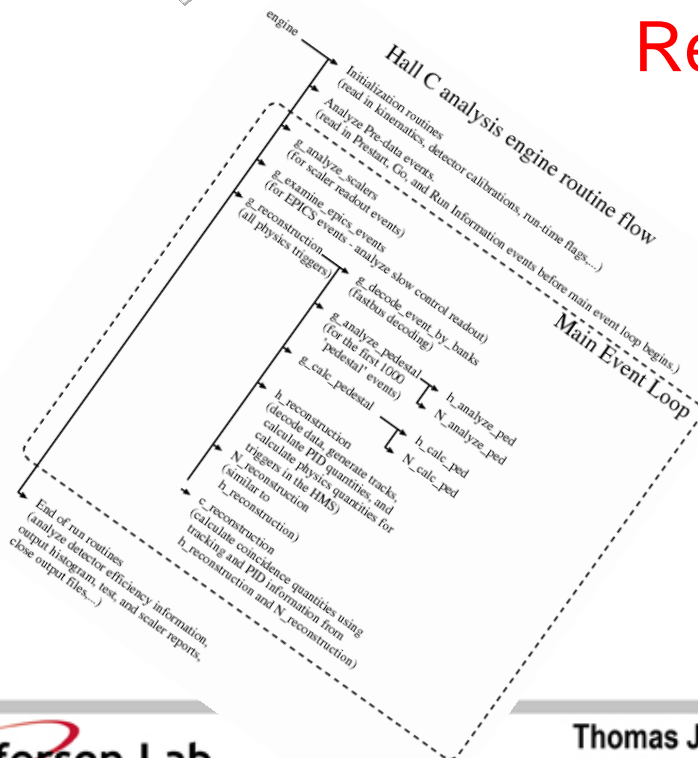 Re
engine
Hall C analysis engine routine flow
Initialization routines
(read in kinematics, detector calibrations, run-time flags,...)
Analyze Pre-data events.
(read in Prestart, Go, and Run Information events before main event loop begins.)
Main Event Loop
g_analyze_scalers
(for scaler readout events)
g_examine_epics_events
(for EPICS events - analyze slow control readout)
g_reconstruction
(all physics triggers)
g_decode_event_by_banks
(fastbus decoding)
g_analyze_pedestal
(for the first 1000
'pedestal' events)
h_analyze_ped
N_analyze_ped
g_calc_pedestal
h_calc_ped
N_calc_ped
h_reconstruction
(decode data, generate tracks,
calculate PID quantities, and
calculate physics quantities for
triggers in the HMS)
N_reconstruction
(similar to
h_reconstruction)
c_reconstruction
(calculate coincidence quantities using
tracking and PID information from
h_reconstruction and N_reconstruction)
End of run routines
(analyze detector efficiency information,
output histogram, test, and scaler reports,
close output files,...)
ferson Lab
Thomas J